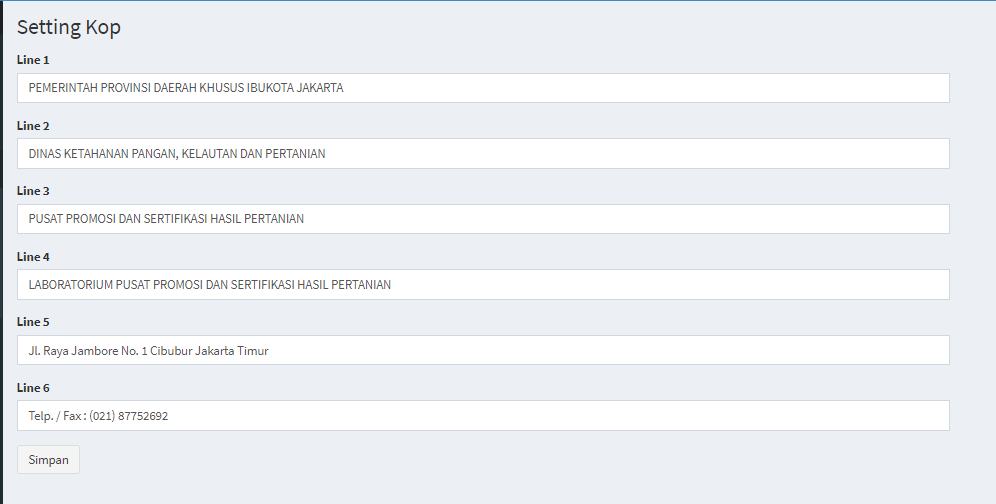 Setting Kop
Line 1
PEMERINTAH PROVINSI DAERAH KHUSUS IBUKOTA JAKARTA
Line 2
DINAS KETAHANAN PANGAN, KELAUTAN DAN PERTANIAN
Line 3
PUSAT PROMOSI DAN SERTIFIKASI HASIL PERTANIAN
Line 4
LABORATORIUM PUSAT PROMOSI DAN SERTIFIKASI HASIL PERTANIAN
Line 5
Jl. Raya Jambore No. 1 Cibubur Jakarta Timur
Line 6
Telp. / Fax : (021) 87752692
Simpan